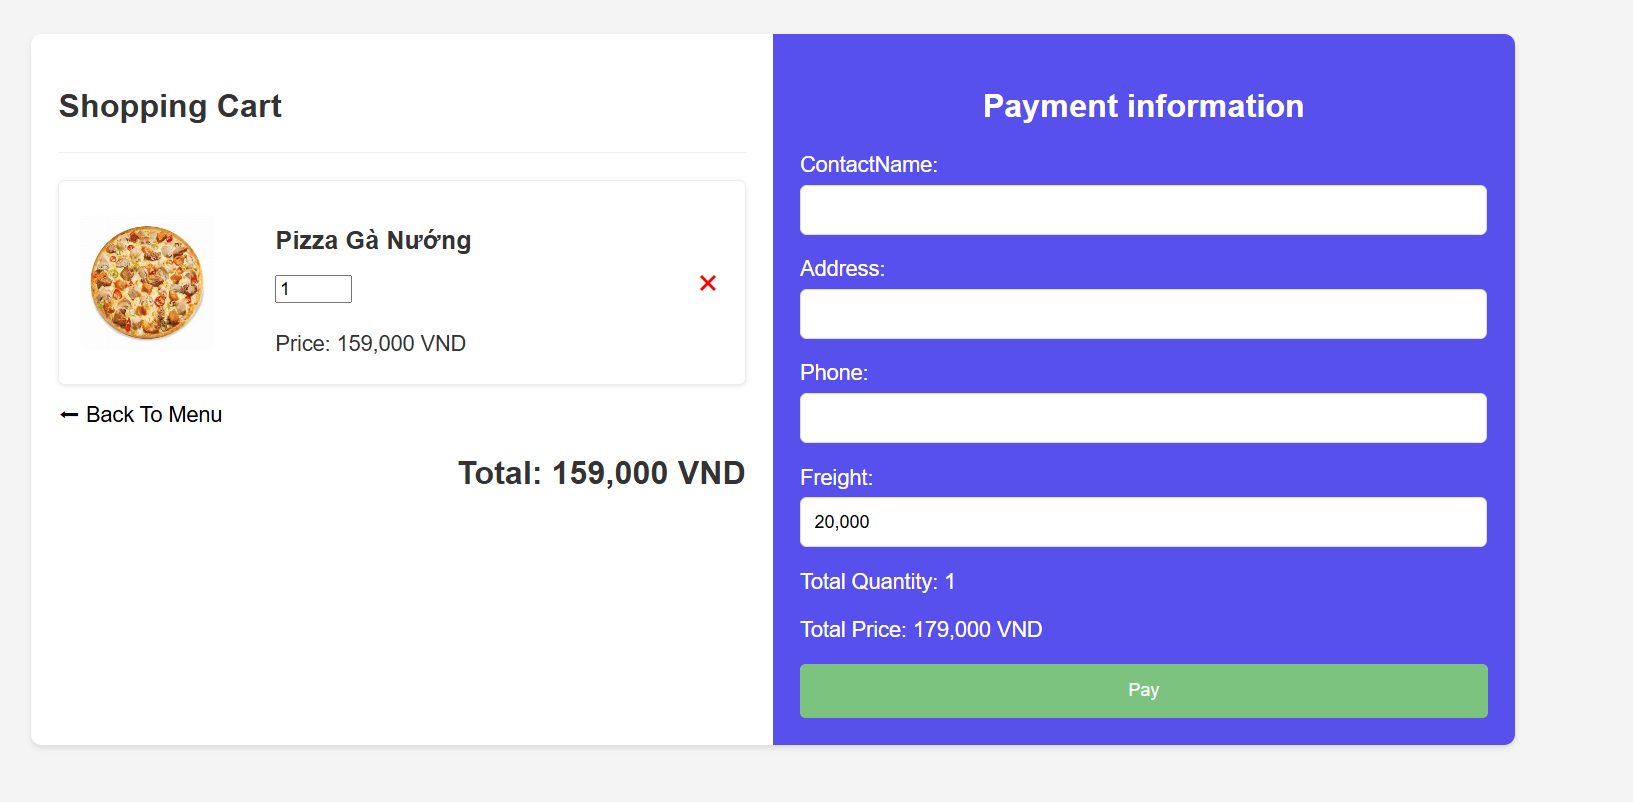 Shopping Cart
Pizza Gà Nướng
1
Price: 159,000 VND
Back To Menu
Total: 159,000 VND
Payment information
ContactName:
Address:
Phone:
Freight:
20,000
Total Quantity: 1
Total Price: 179,000 VND
Pay